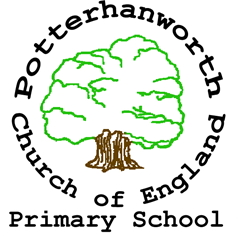 Potterhanworth
Church of England
Primary School